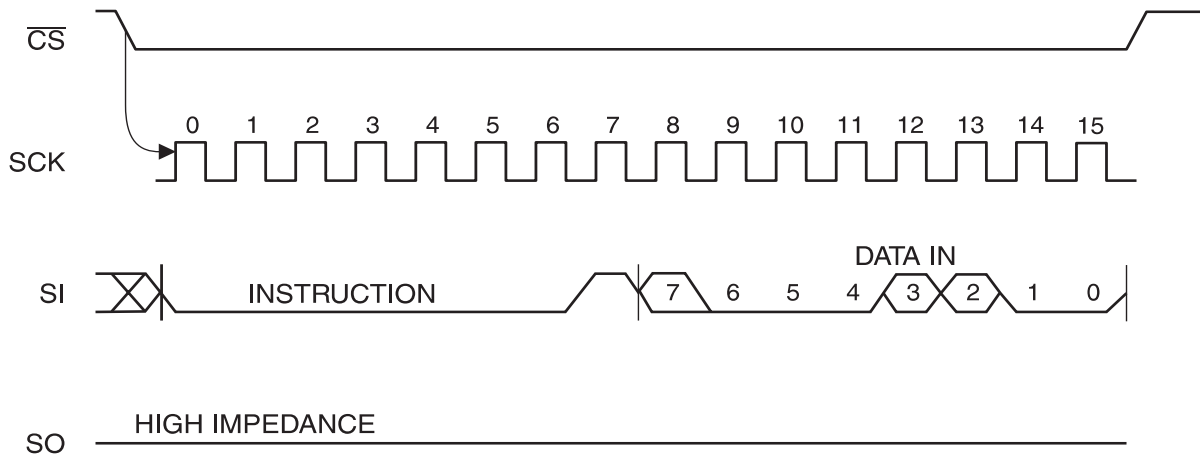 C̅S̅
0 1 2 3 4 5 6 7 8 9 10 11 12 13 14 15
SCK
DATA IN
SI INSTRUCTION 7 6 5 4 3 2 1 0
HIGH IMPEDANCE
SO